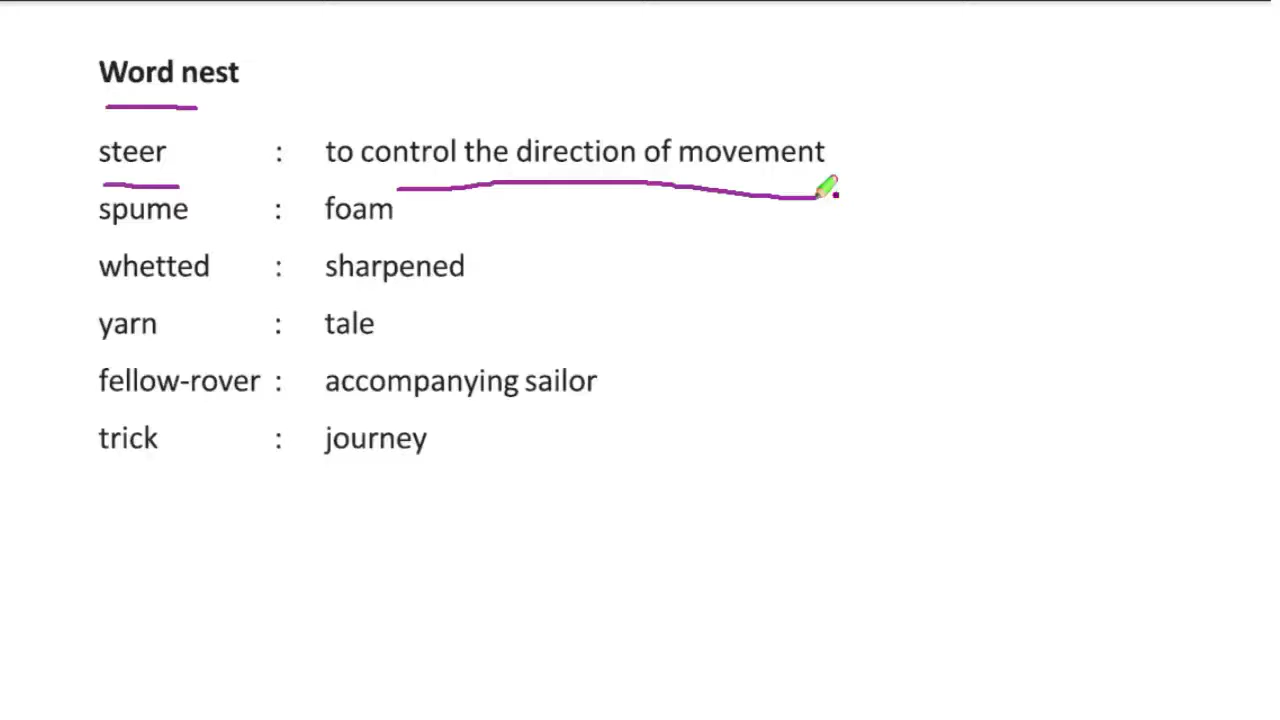 Word nest
steer : to control the direction of movement
spume : foam
whetted : sharpened
yarn : tale
fellow-rover : accompanying sailor
trick : journey